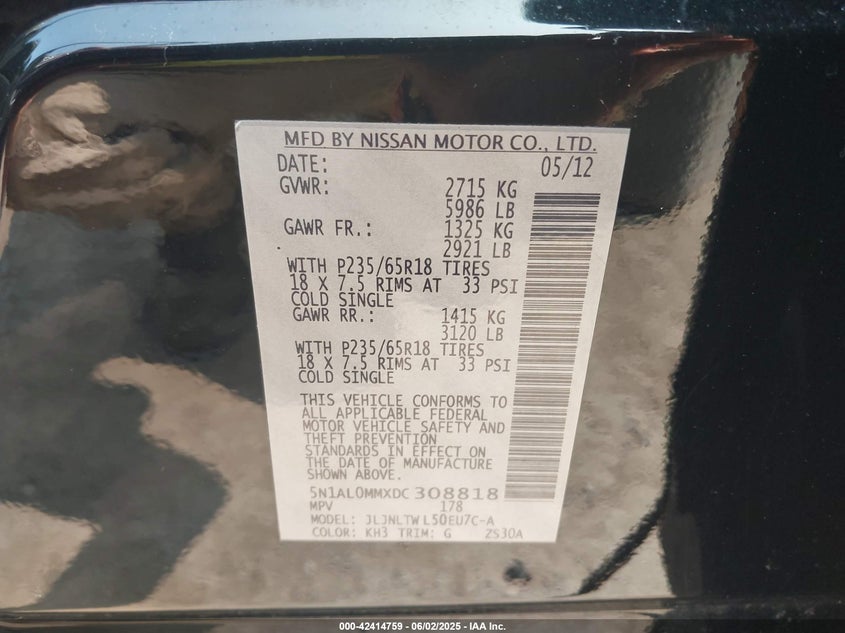 MFD BY NISSAN MOTOR CO., LTD.
DATE: 05/12
GVWR: 2715 KG
5986 LB
GAWR FR.: 1325 KG
2921 LB
WITH P235/65R18 TIRES
18 X 7.5 RIMS AT 33 PSI
COLD SINGLE
GAWR RR.: 1415 KG
3120 LB
WITH P235/65R18 TIRES
18 X 7.5 RIMS AT 33 PSI
COLD SINGLE
THIS VEHICLE CONFORMS TO
ALL APPLICABLE FEDERAL
MOTOR VEHICLE SAFETY AND
THEFT PREVENTION
STANDARDS IN EFFECT ON
THE DATE OF MANUFACTURE
SHOWN ABOVE.
5N1AL0MMXDC308818
MPV 178
MODEL: JLJNLTWL50EU7C-A
COLOR: KH3 TRIM: G ZS30A
000-42414759 - 06/02/2025 - IAA Inc.